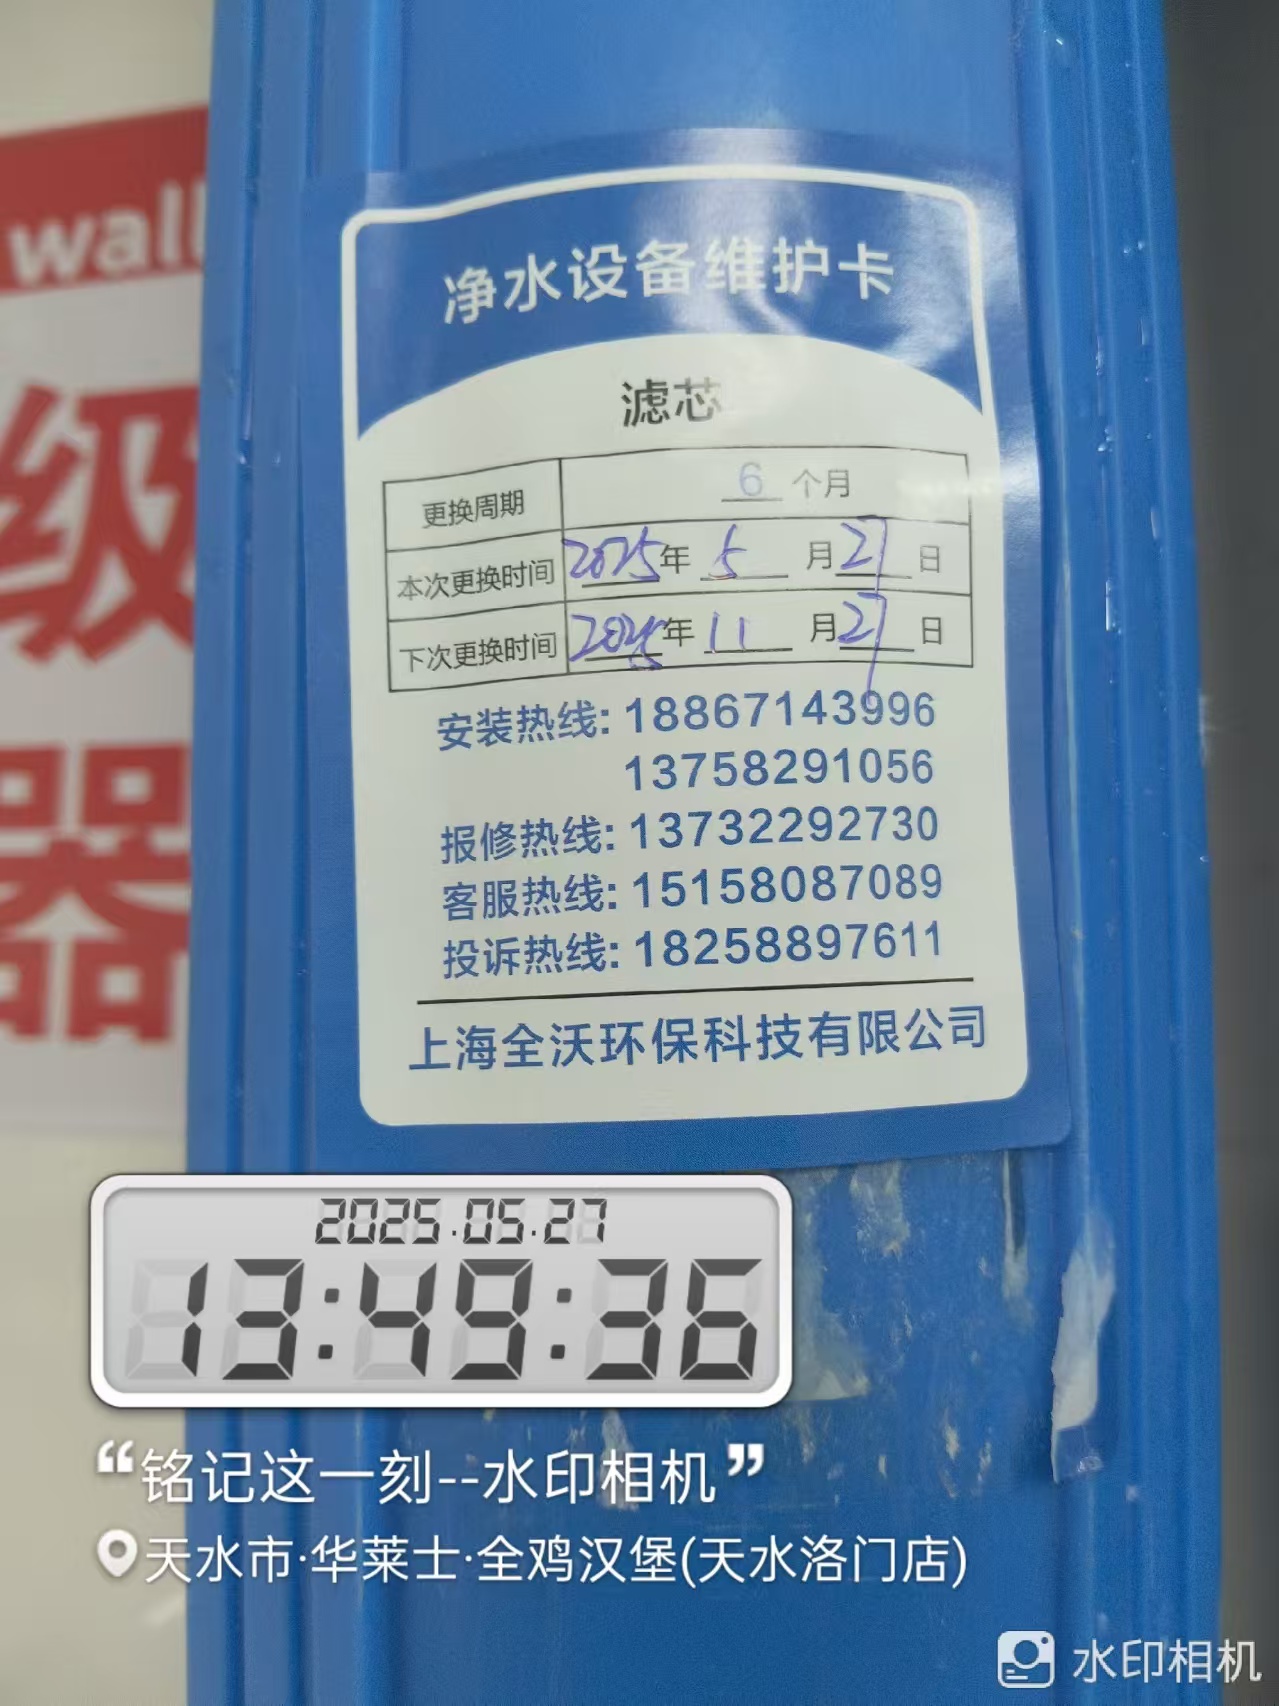 wall
级
器
净水设备维护卡
滤芯
更换周期 6 个月
本次更换时间 2025年 5 月 27 日
下次更换时间 2025年 11 月 27 日
安装热线: 18867143996
13758291056
报修热线: 13732292730
客服热线: 15158087089
投诉热线: 18258897611
上海全沃环保科技有限公司
2025.05.27
13:49:36
“铭记这一刻--水印相机”
天水市·华莱士·全鸡汉堡(天水洛门店)
水印相机